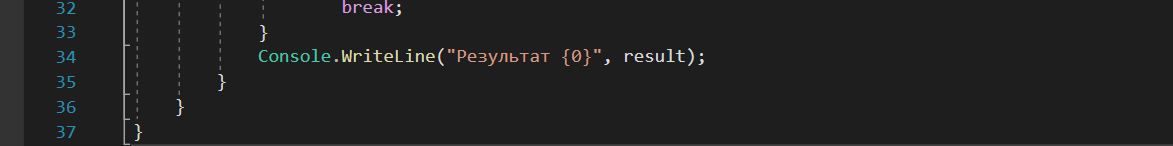 32 break;
33 }
34 Console.WriteLine("Результат {0}", result);
35 }
36 }
37 }